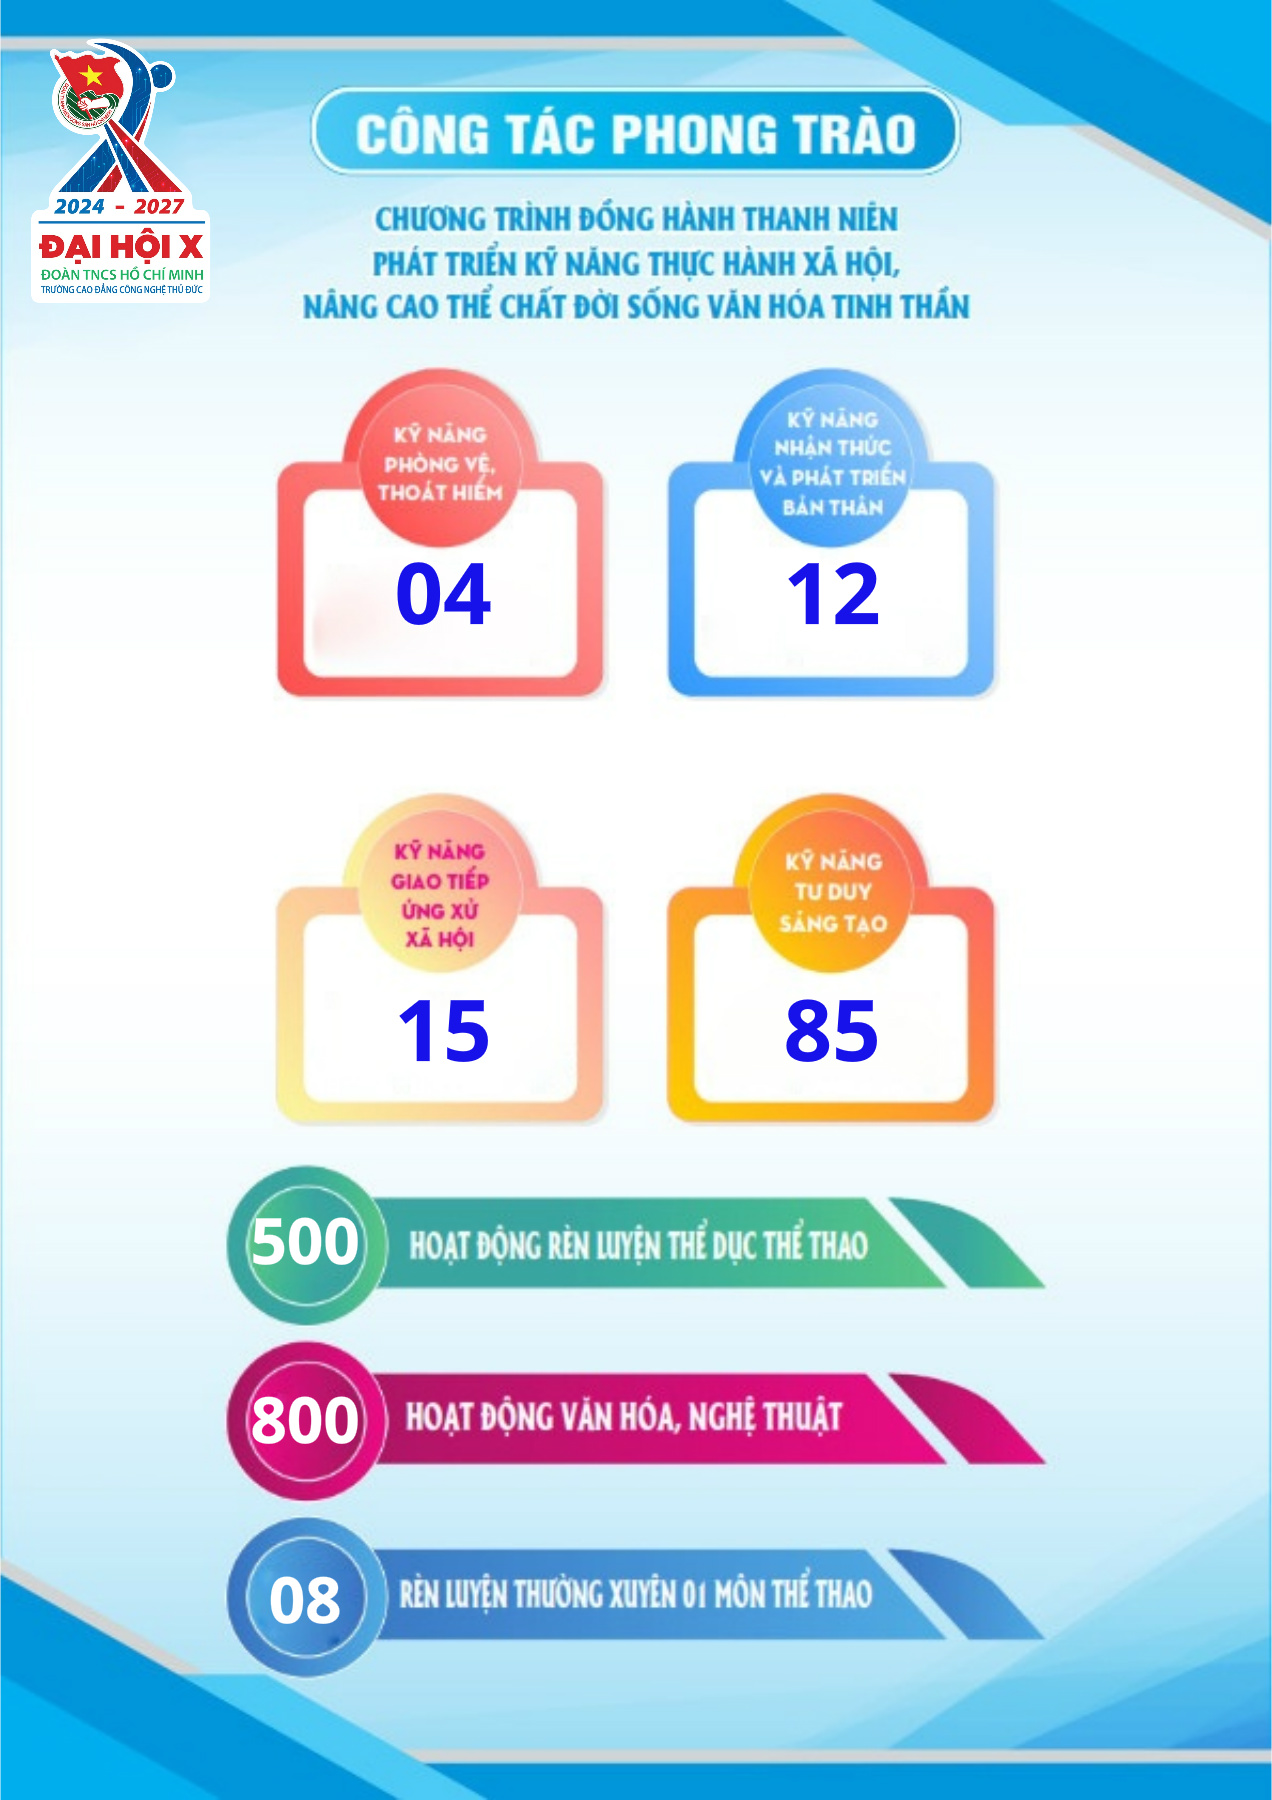 2024 - 2027
ĐẠI HỘI X
ĐOÀN TNCS HỒ CHÍ MINH
TRƯỜNG CAO ĐẲNG CÔNG NGHỆ THỦ ĐỨC
CÔNG TÁC PHONG TRÀO
CHƯƠNG TRÌNH ĐỒNG HÀNH THANH NIÊN
PHÁT TRIỂN KỸ NĂNG THỰC HÀNH XÃ HỘI,
NÂNG CAO THỂ CHẤT ĐỜI SỐNG VĂN HÓA TINH THẦN
KỸ NĂNG
PHÒNG VỆ,
THOÁT HIỂM
04
KỸ NĂNG
NHẬN THỨC
VÀ PHÁT TRIỂN
BẢN THÂN
12
KỸ NĂNG
GIAO TIẾP
ỨNG XỬ
XÃ HỘI
15
KỸ NĂNG
TƯ DUY
SÁNG TẠO
85
500
HOẠT ĐỘNG RÈN LUYỆN THỂ DỤC THỂ THAO
800
HOẠT ĐỘNG VĂN HÓA, NGHỆ THUẬT
08
RÈN LUYỆN THƯỜNG XUYÊN 01 MÔN THỂ THAO